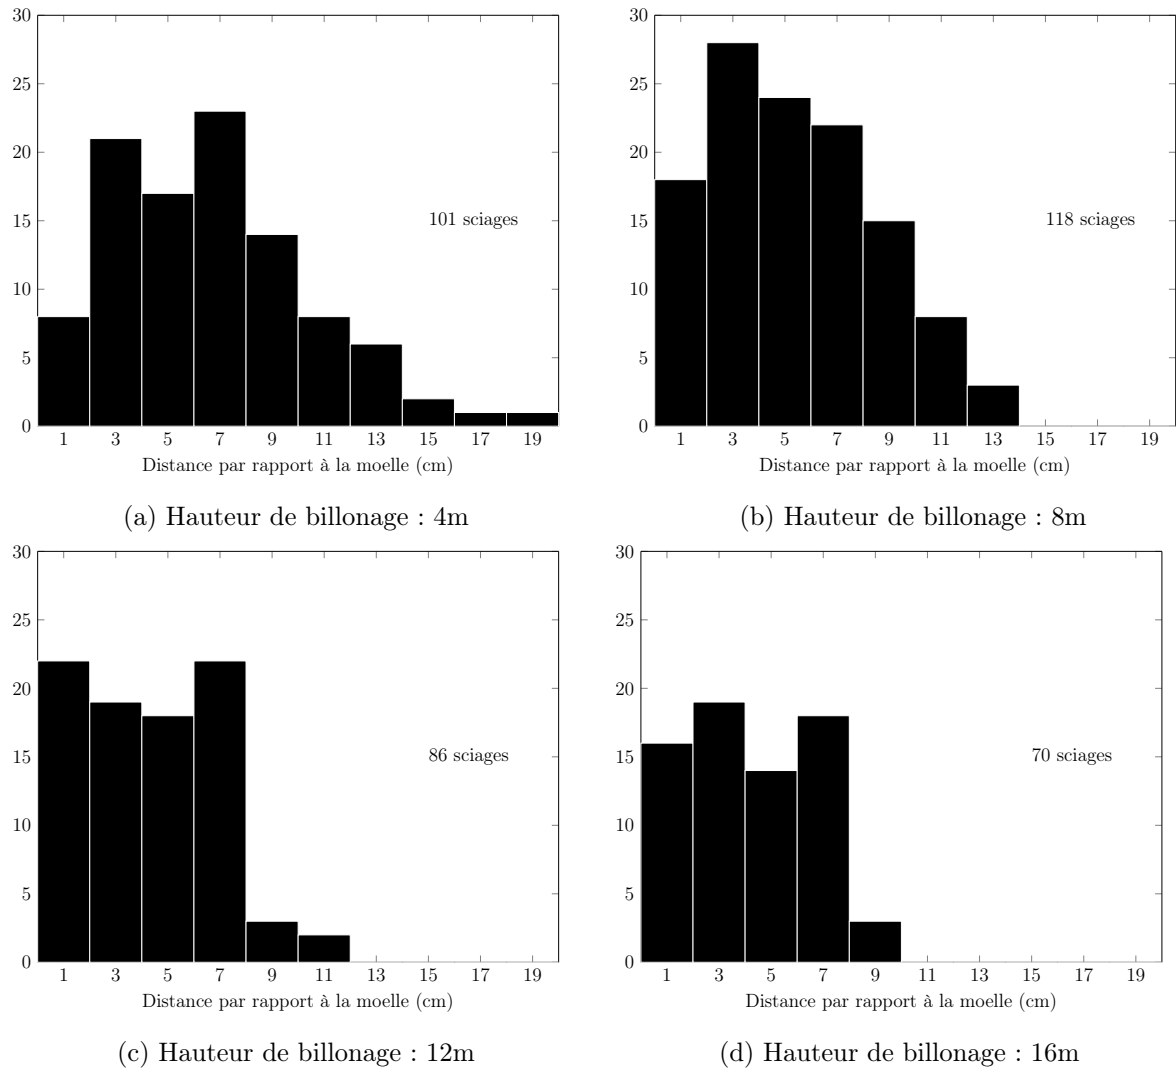 30
25
20
15
10
5
0
101 sciages
1 3 5 7 9 11 13 15 17 19
Distance par rapport à la moelle (cm)
(a) Hauteur de billonage : 4m
30
25
20
15
10
5
0
118 sciages
1 3 5 7 9 11 13 15 17 19
Distance par rapport à la moelle (cm)
(b) Hauteur de billonage : 8m
30
25
20
15
10
5
0
86 sciages
1 3 5 7 9 11 13 15 17 19
Distance par rapport à la moelle (cm)
(c) Hauteur de billonage : 12m
30
25
20
15
10
5
0
70 sciages
1 3 5 7 9 11 13 15 17 19
Distance par rapport à la moelle (cm)
(d) Hauteur de billonage : 16m